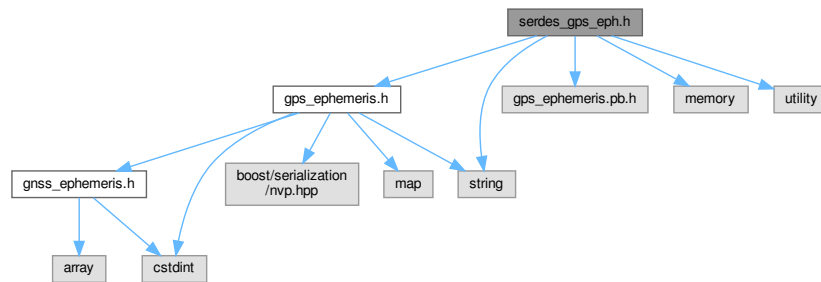 serdes_gps_eph.h
gps_ephemeris.h
gps_ephemeris.pb.h
memory
utility
gnss_ephemeris.h
boost/serialization
/nvp.hpp
map
string
array
cstdint